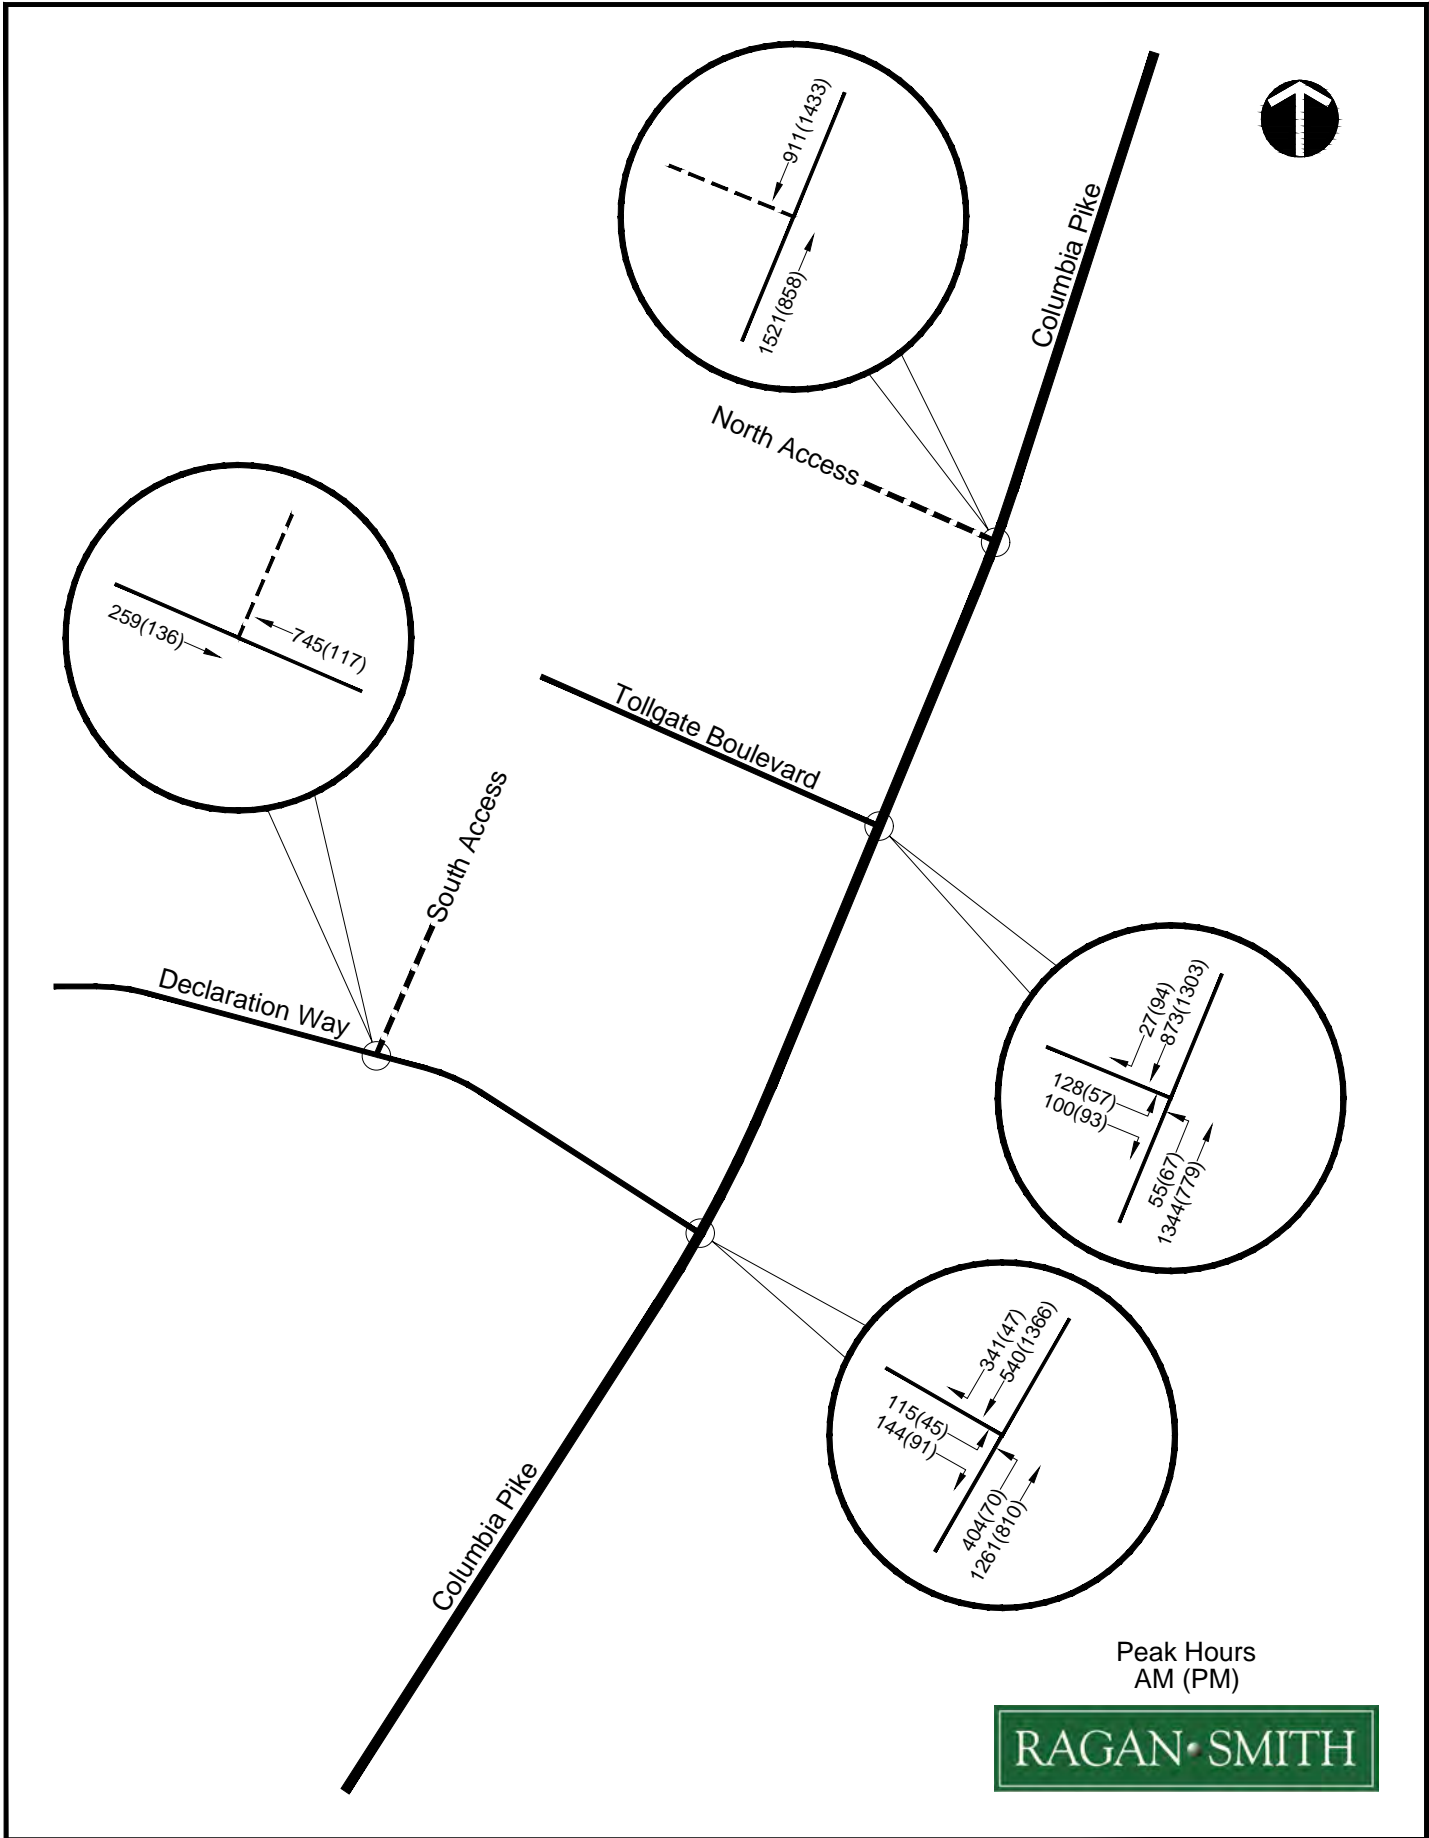 911(1433)
1521(858)
Columbia Pike
North Access
259(136)
745(117)
Tollgate Boulevard
South Access
Declaration Way
27(94)
873(1303)
128(57)
100(93)
55(67)
1344(779)
341(47)
540(1366)
115(45)
144(91)
404(70)
1261(810)
Columbia Pike
Peak Hours
AM (PM)
RAGAN•SMITH